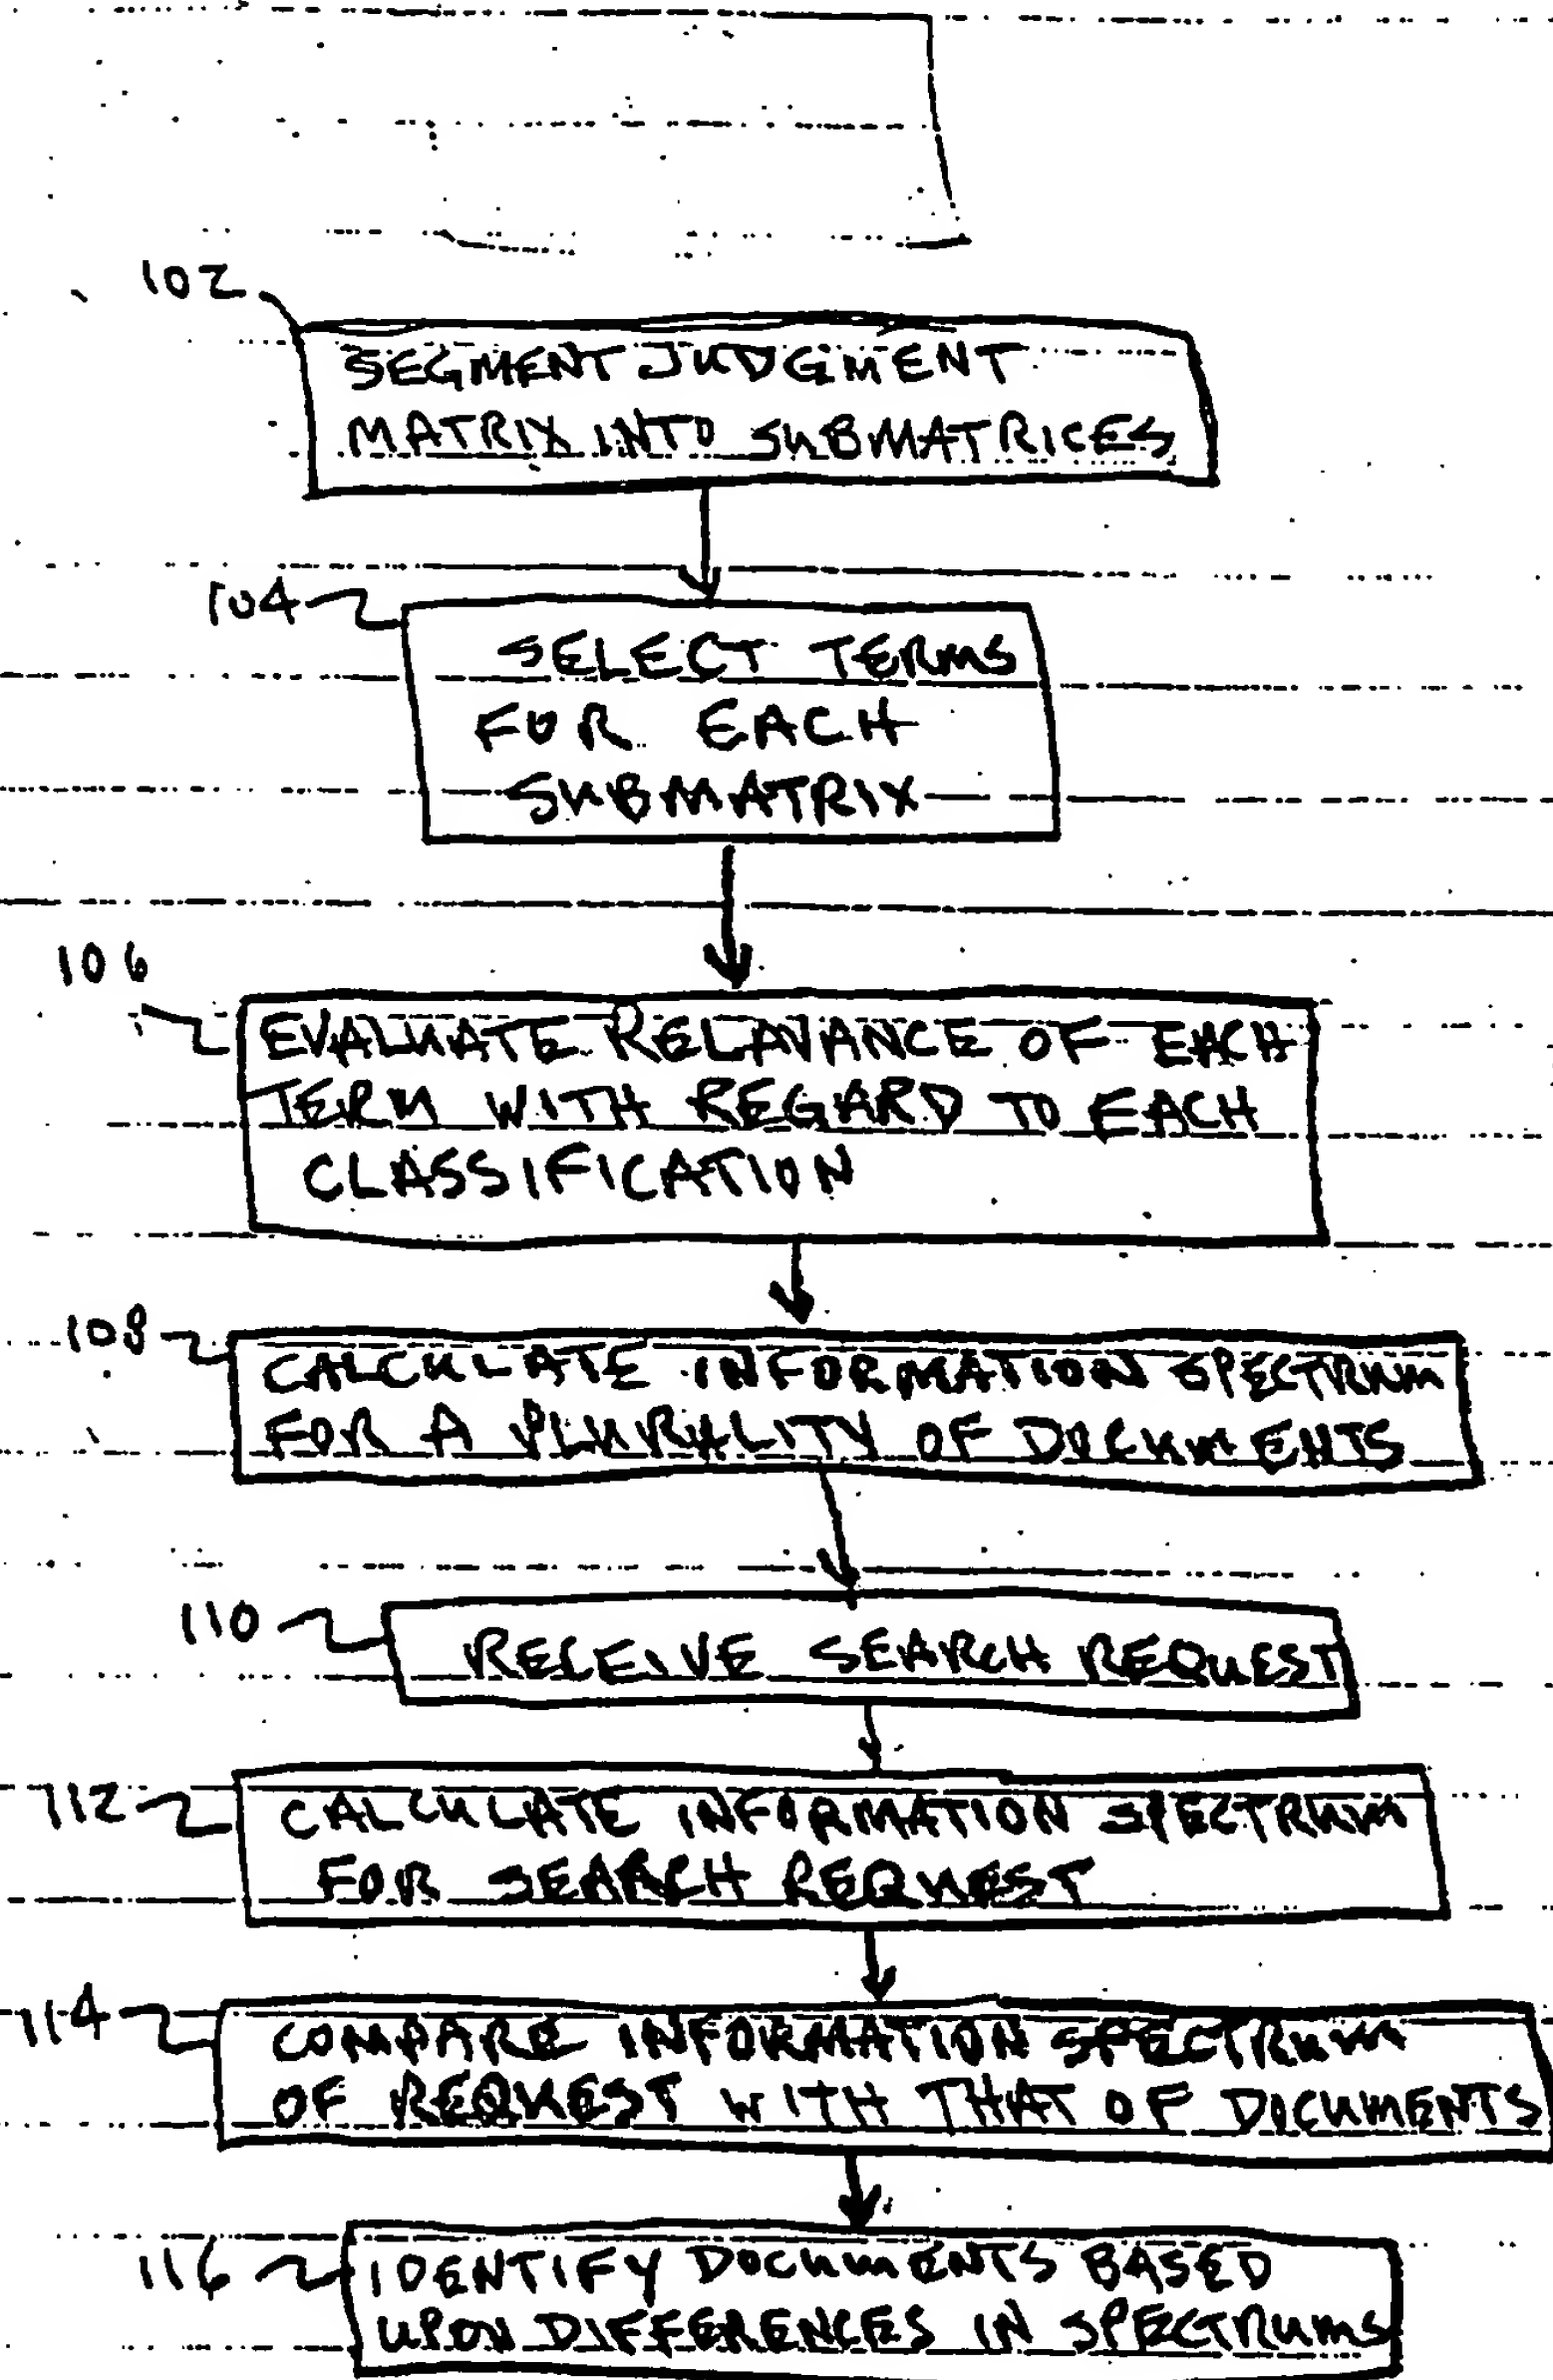 102
SEGMENT JUDGMENT
MATRIX INTO SUBMATRICES
104
SELECT TERMS
FOR EACH
SUBMATRIX
106
EVALUATE RELAVANCE OF EACH
TERM WITH REGARD TO EACH
CLASSIFICATION
108
CALCULATE INFORMATION SPECTRUM
FOR A PLURALITY OF DOCUMENTS
110
RECEIVE SEARCH REQUEST
112
CALCULATE INFORMATION SPECTRUM
FOR SEARCH REQUEST
114
COMPARE INFORMATION SPECTRUM
OF REQUEST WITH THAT OF DOCUMENTS
116
IDENTIFY DOCUMENTS BASED
UPON DIFFERENCES IN SPECTRUMS